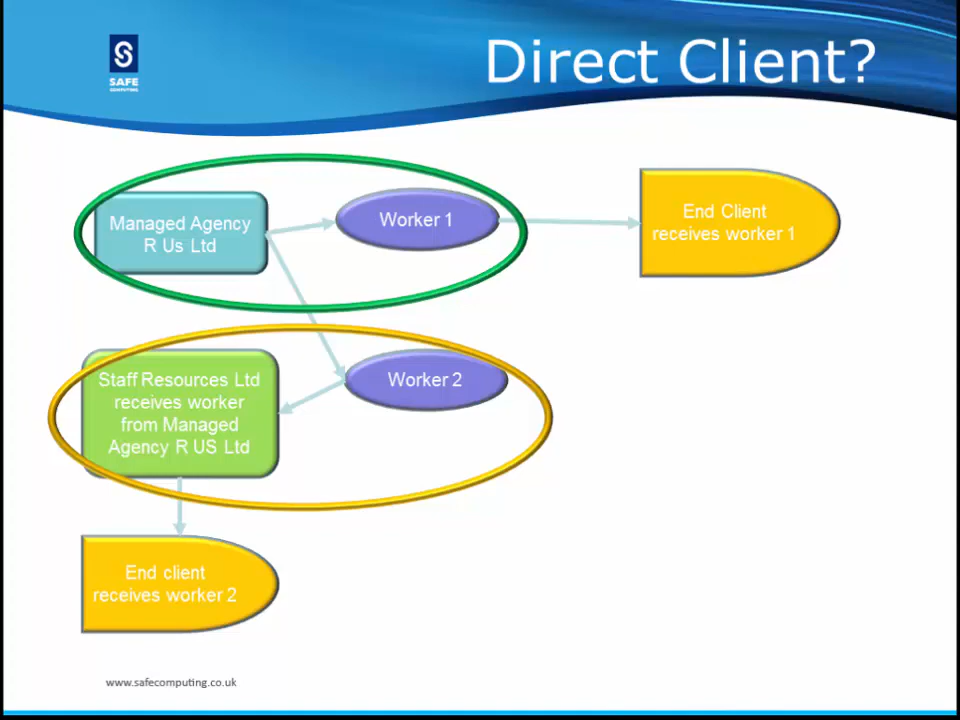 SAFE
COMPUTING
Direct Client?
Managed Agency
R Us Ltd
Worker 1
End Client
receives worker 1
Staff Resources Ltd
receives worker
from Managed
Agency R US Ltd
Worker 2
End client
receives worker 2
www.safecomputing.co.uk